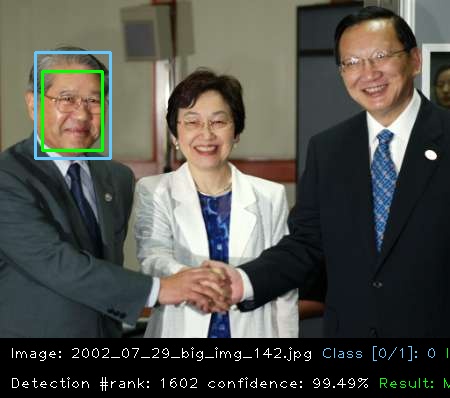 Image: 2002_07_29_big_img_142.jpg Class [0/1]: 0
Detection #rank: 1602 confidence: 99.49% Result: